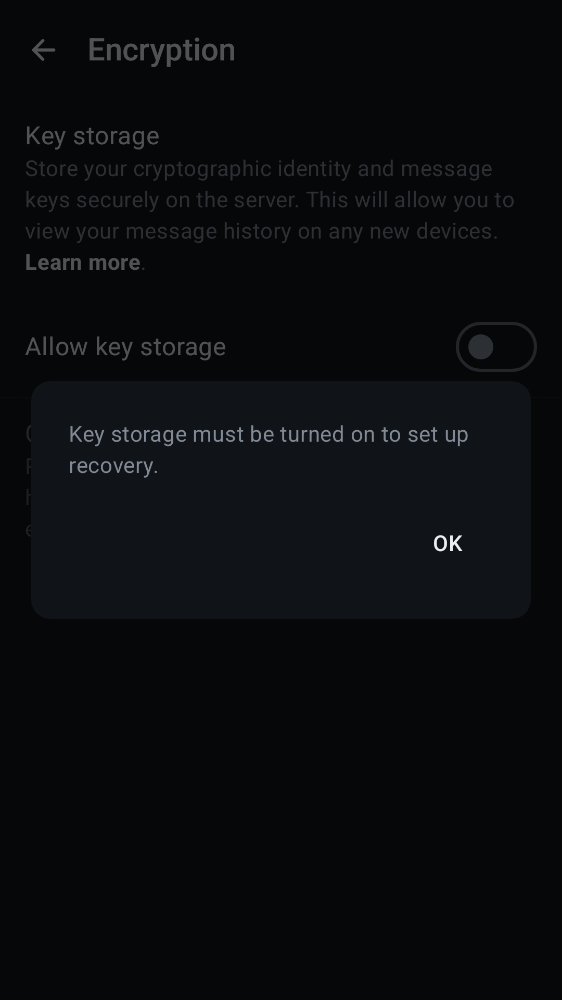 Encryption
Key storage
Store your cryptographic identity and message
keys securely on the server. This will allow you to
view your message history on any new devices.
Learn more.
Allow key storage
Key storage must be turned on to set up
recovery.
OK